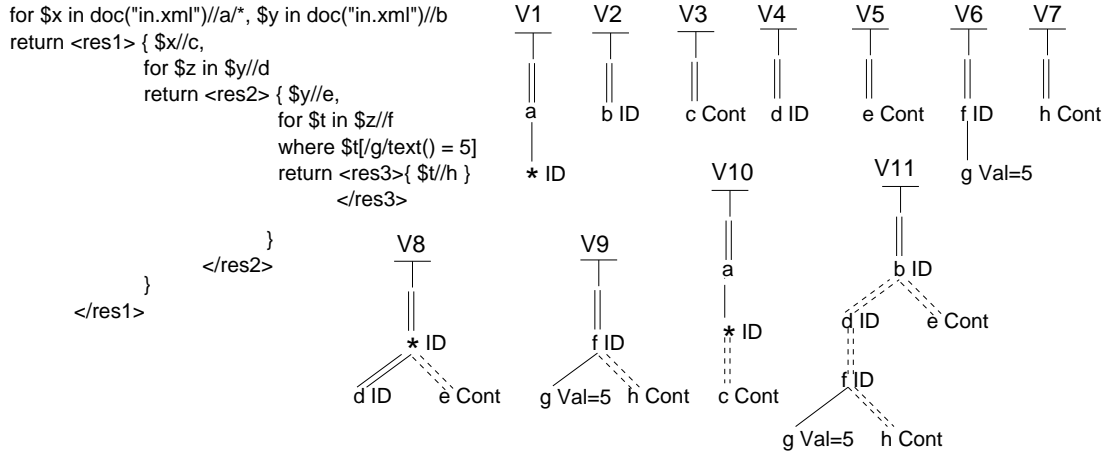 for $x in doc("in.xml")//a/*, $y in doc("in.xml")//b
return <res1> { $x//c,
for $z in $y//d
return <res2> { $y//e,
for $t in $z//f
where $t[/g/text() = 5]
return <res3>{ $t//h }
</res3>
}
</res2>
}
</res1>
V1 V2 V3 V4 V5 V6 V7
a b ID c Cont d ID e Cont f ID h Cont
* ID g Val=5
V10 V11
a b ID
* ID d ID e Cont
c Cont f ID
g Val=5 h Cont
V8 V9
* ID f ID
d ID e Cont g Val=5 h Cont